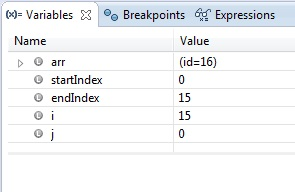 (x)= Variables Breakpoints Expressions
Name Value
arr (id=16)
startIndex 0
endIndex 15
i 15
j 0